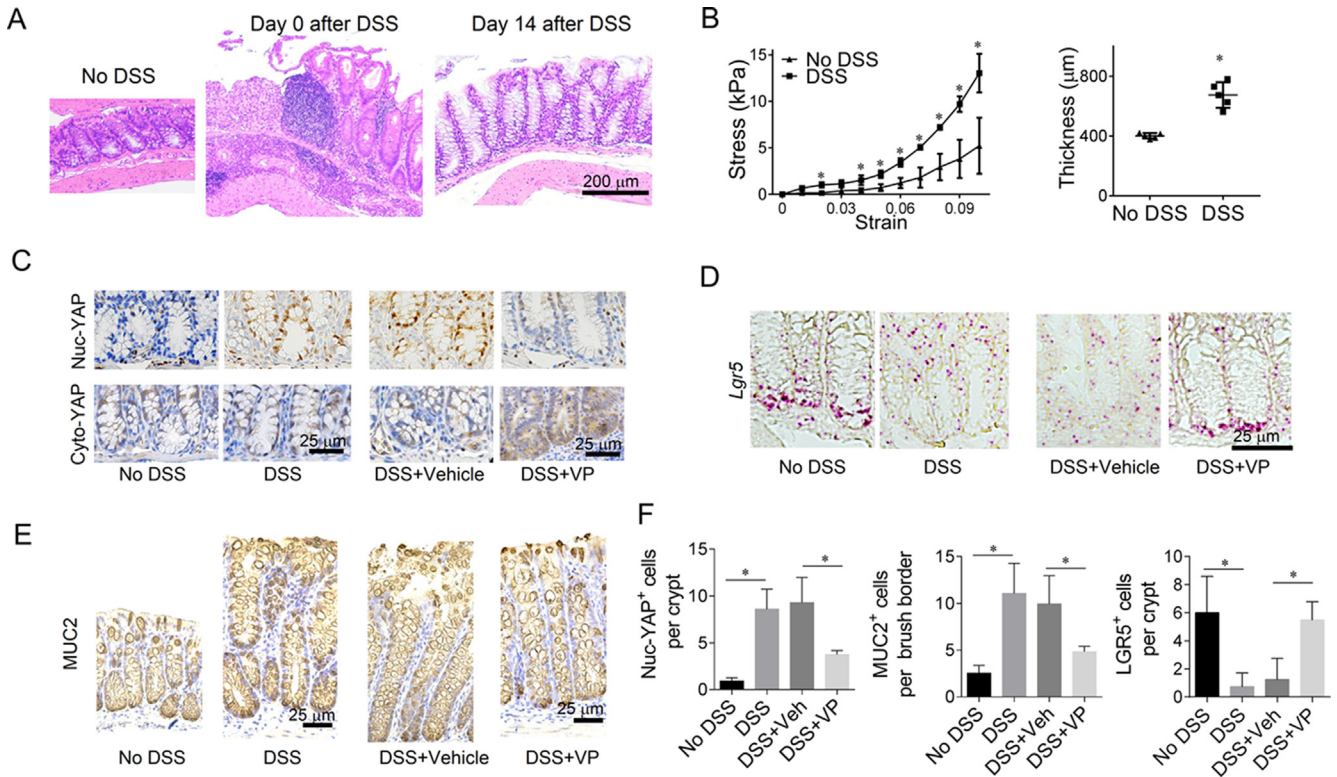 A
No DSS
Day 0 after DSS
Day 14 after DSS
200 μm
B
Stress (kPa)
15
10
5
0
No DSS
DSS
*
*
*
*
*
*
*
*
0
0.03
0.06
0.09
Strain
Thickness (μm)
800
400
0
*
No DSS
DSS
C
Nuc-YAP
Cyto-YAP
25 μm
25 μm
No DSS
DSS
DSS+Vehicle
DSS+VP
D
Lgr5
25 μm
No DSS
DSS
DSS+Vehicle
DSS+VP
E
MUC2
25 μm
25 μm
No DSS
DSS
DSS+Vehicle
DSS+VP
F
Nuc-YAP+ cells
per crypt
15
10
5
0
*
*
No DSS
DSS
DSS+Veh
DSS+VP
MUC2+ cells
per brush border
15
10
5
0
*
*
No DSS
DSS
DSS+Veh
DSS+VP
LGR5+ cells
per crypt
10
8
6
4
2
0
*
*
No DSS
DSS
DSS+Veh
DSS+VP